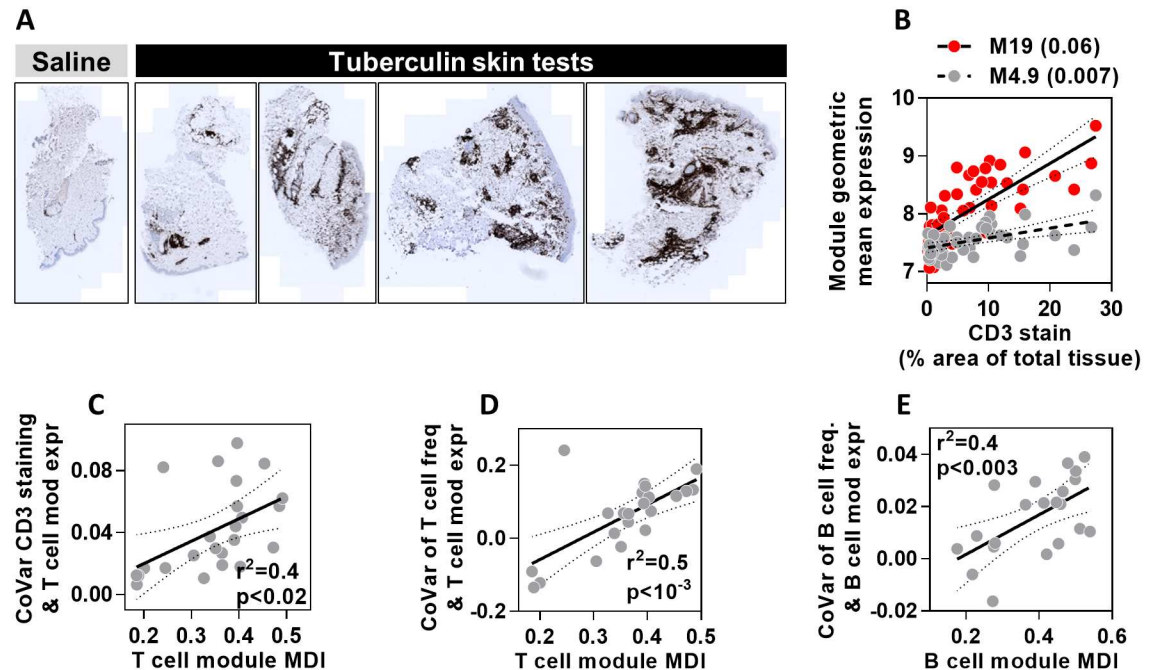 A
Saline
Tuberculin skin tests
B
M19 (0.06)
M4.9 (0.007)
Module geometric
mean expression
10
9
8
7
0
10
20
30
CD3 stain
(% area of total tissue)
C
CoVar CD3 staining
& T cell mod expr
0.08
0.04
0.00
r²=0.4
p<0.02
0.2
0.3
0.4
0.5
T cell module MDI
D
CoVar of T cell freq
& T cell mod expr
0.2
0.0
-0.2
r²=0.5
p<10⁻³
0.2
0.3
0.4
0.5
T cell module MDI
E
CoVar of B cell freq.
& B cell mod expr
0.04
0.02
0.00
-0.02
r²=0.4
p<0.003
0.2
0.4
0.6
B cell module MDI